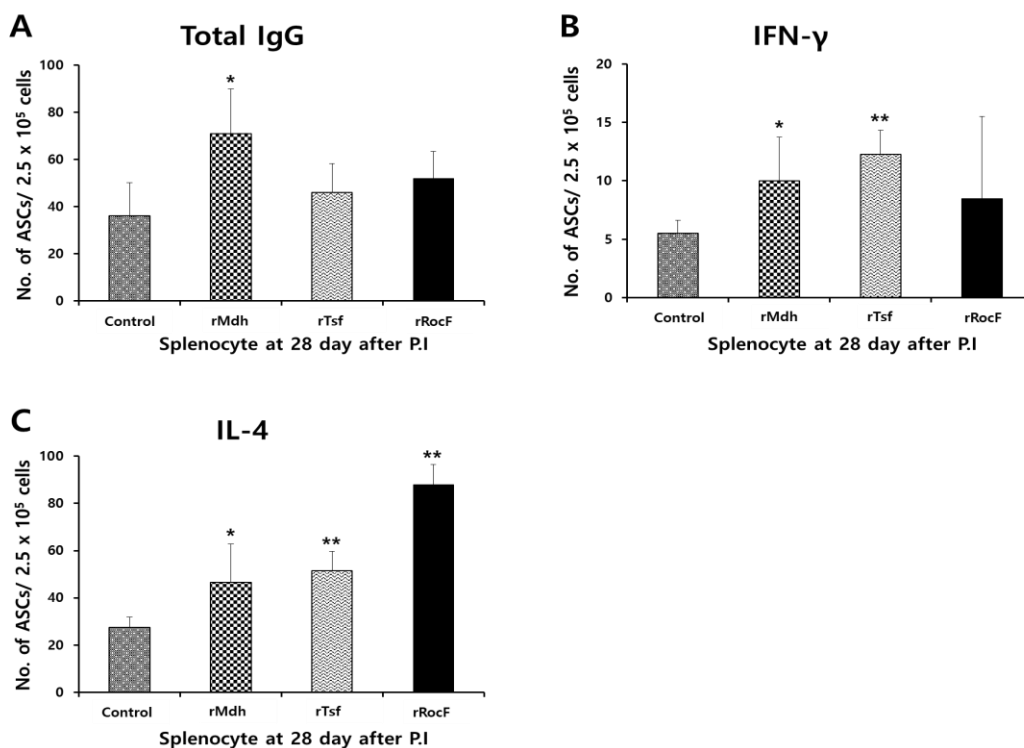 A
Total IgG
No. of ASCs/ 2.5 x 10⁵ cells
100
80
60
40
20
0
*
Control rMdh rTsf rRocF
Splenocyte at 28 day after P.I
B
IFN-γ
No. of ASCs/ 2.5 x 10⁵ cells
20
15
10
5
0
*
**
Control rMdh rTsf rRocF
Splenocyte at 28 day after P.I
C
IL-4
No. of ASCs/ 2.5 x 10⁵ cells
100
80
60
40
20
0
*
**
**
Control rMdh rTsf rRocF
Splenocyte at 28 day after P.I